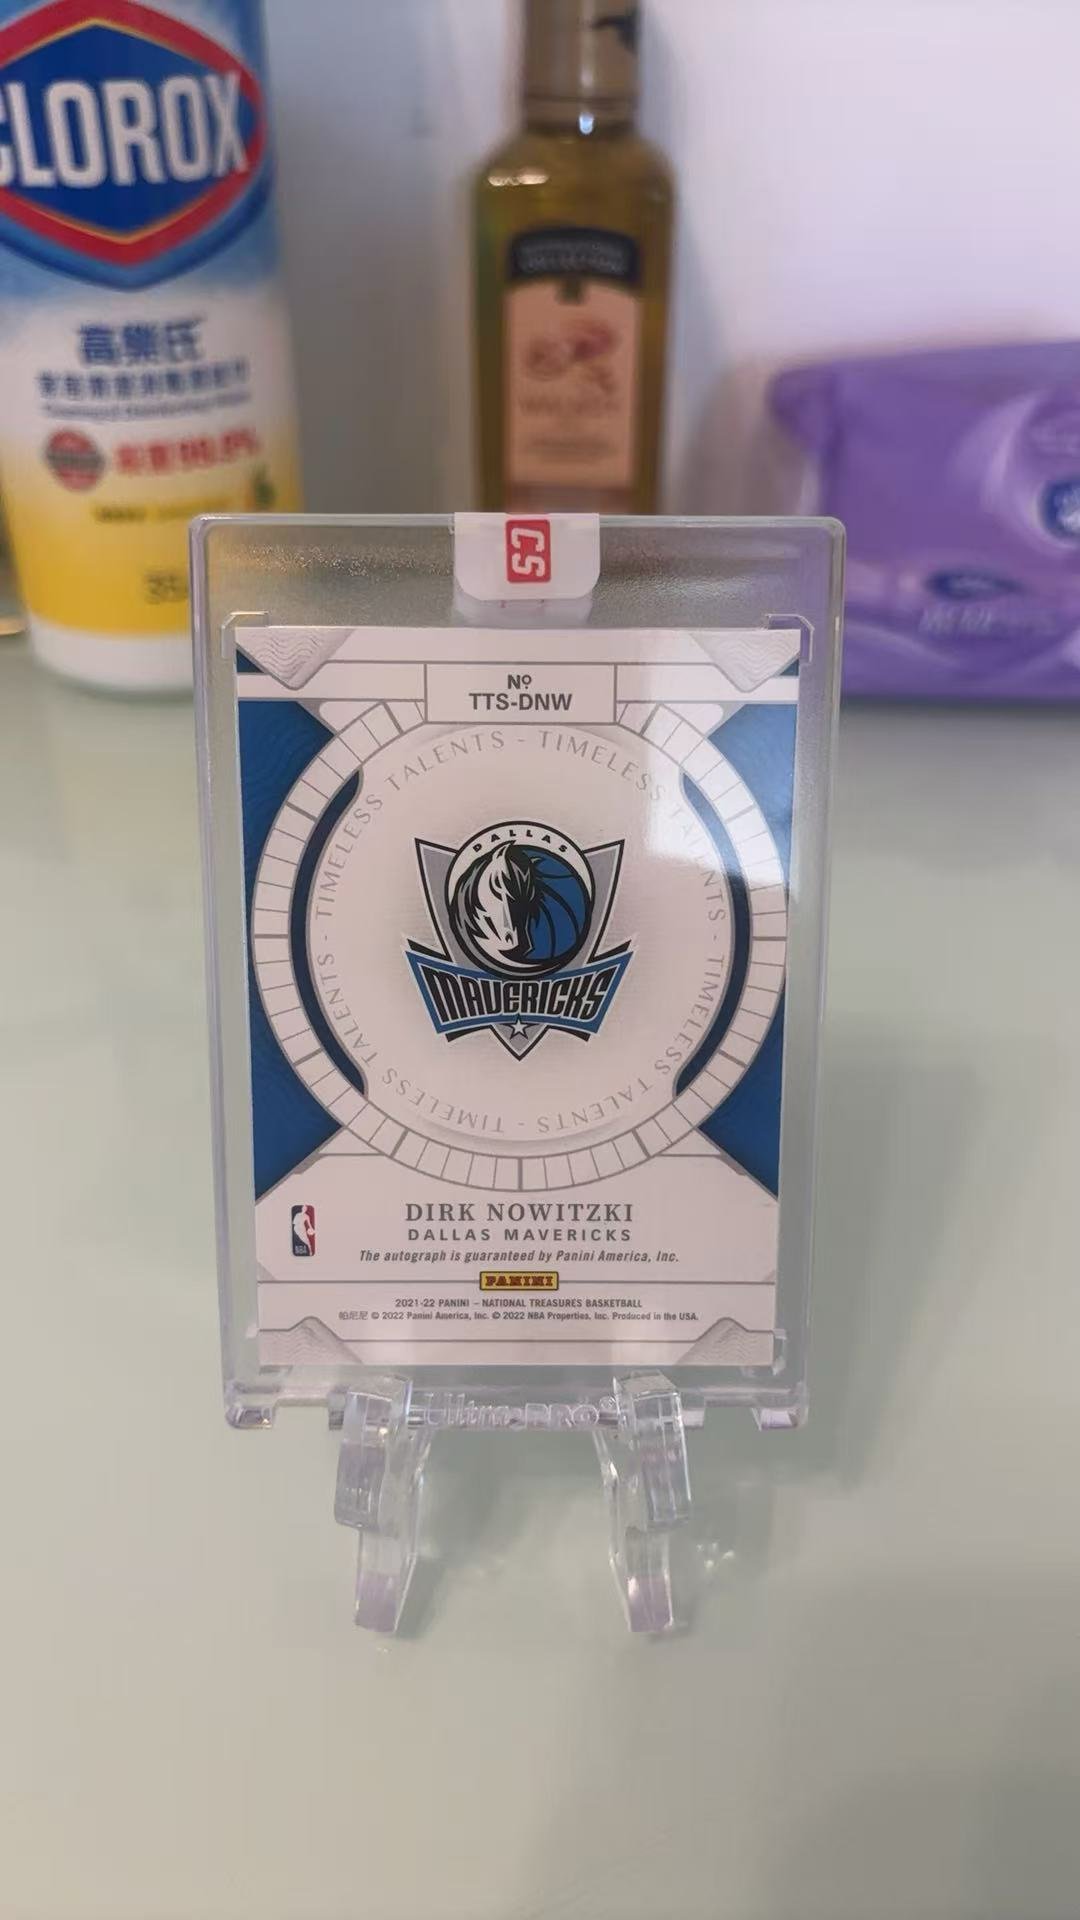 CLOROX
高樂氏
CS
Nº
TTS-DNW
TIMELESS TALENTS - TIMELESS TALENTS - TIMELESS TALENTS - TIMELESS TALENTS -
DALLAS
MAVERICKS
DIRK NOWITZKI
DALLAS MAVERICKS
The autograph is guaranteed by Panini America, Inc.
NBA
PANINI
2021-22 PANINI – NATIONAL TREASURES BASKETBALL
帕尼尼 © 2022 Panini America, Inc. © 2022 NBA Properties, Inc. Produced in the USA.
Ultra PRO